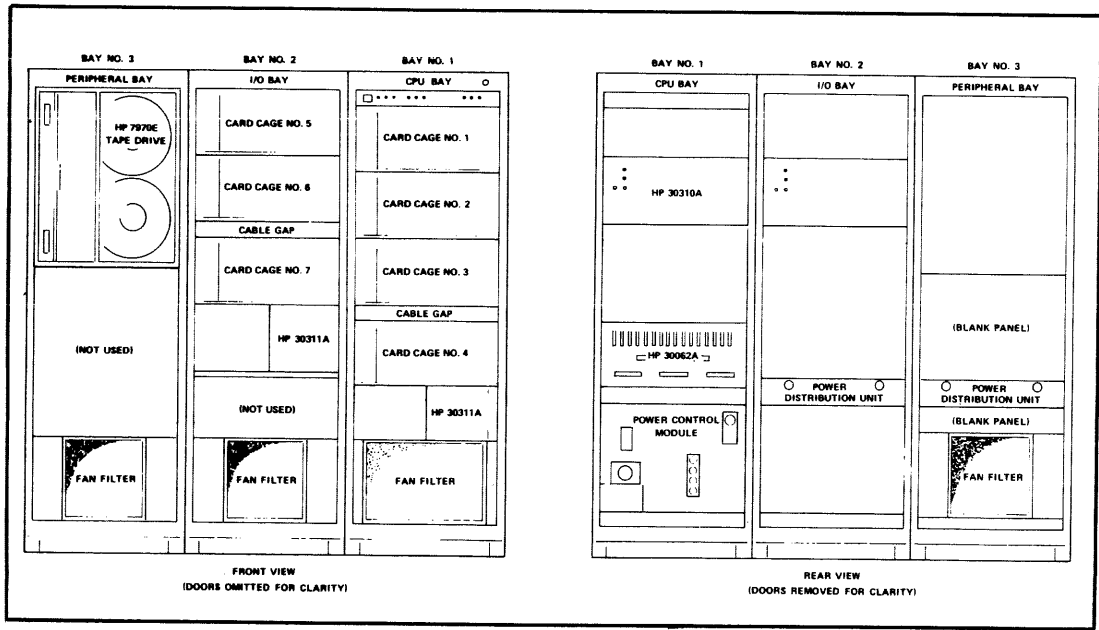 BAY NO. 3
BAY NO. 2
BAY NO. 1
PERIPHERAL BAY
I/O BAY
CPU BAY
HP 7970E
TAPE DRIVE
(NOT USED)
FAN FILTER
CARD CAGE NO. 5
CARD CAGE NO. 6
CABLE GAP
CARD CAGE NO. 7
HP 30311A
(NOT USED)
FAN FILTER
CARD CAGE NO. 1
CARD CAGE NO. 2
CARD CAGE NO. 3
CABLE GAP
CARD CAGE NO. 4
HP 30311A
FAN FILTER
FRONT VIEW
(DOORS OMITTED FOR CLARITY)
BAY NO. 1
BAY NO. 2
BAY NO. 3
CPU BAY
I/O BAY
PERIPHERAL BAY
HP 30310A
HP 30062A
POWER CONTROL
MODULE
POWER
DISTRIBUTION UNIT
(BLANK PANEL)
POWER
DISTRIBUTION UNIT
(BLANK PANEL)
FAN FILTER
REAR VIEW
(DOORS REMOVED FOR CLARITY)